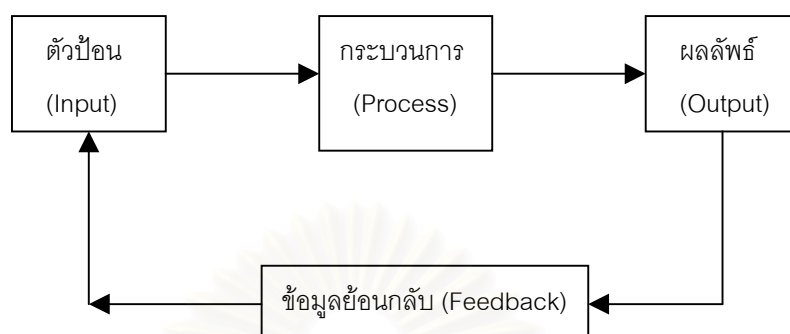 ตัวป้อน
(Input)
กระบวนการ
(Process)
ผลลัพธ์
(Output)
ข้อมูลย้อนกลับ (Feedback)